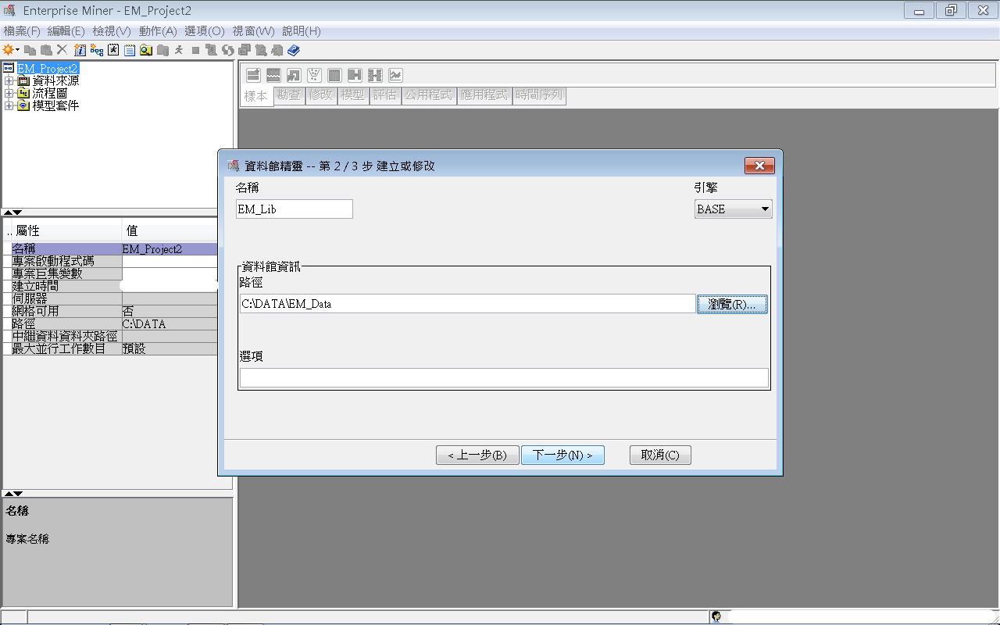 Enterprise Miner - EM_Project2
檔案(F) 編輯(E) 檢視(V) 動作(A) 選項(O) 視窗(W) 說明(H)
EM_Project2
資料來源
流程圖
模型套件
樣本 勘查 修改 模型 評估 公用程式 應用程式 時間序列
.. 屬性 值
名稱 EM_Project2
專案啟動程式碼
專案巨集變數
建立時間
伺服器
網格可用 否
路徑 C:\DATA
中繼資料資料夾路徑
最大並行工作數目 預設
名稱
專案名稱
資料館精靈 -- 第 2 / 3 步 建立或修改
名稱 引擎
EM_Lib BASE
資料館資訊
路徑
C:\DATA\EM_Data 瀏覽(R)...
選項
< 上一步(B) 下一步(N) > 取消(C)